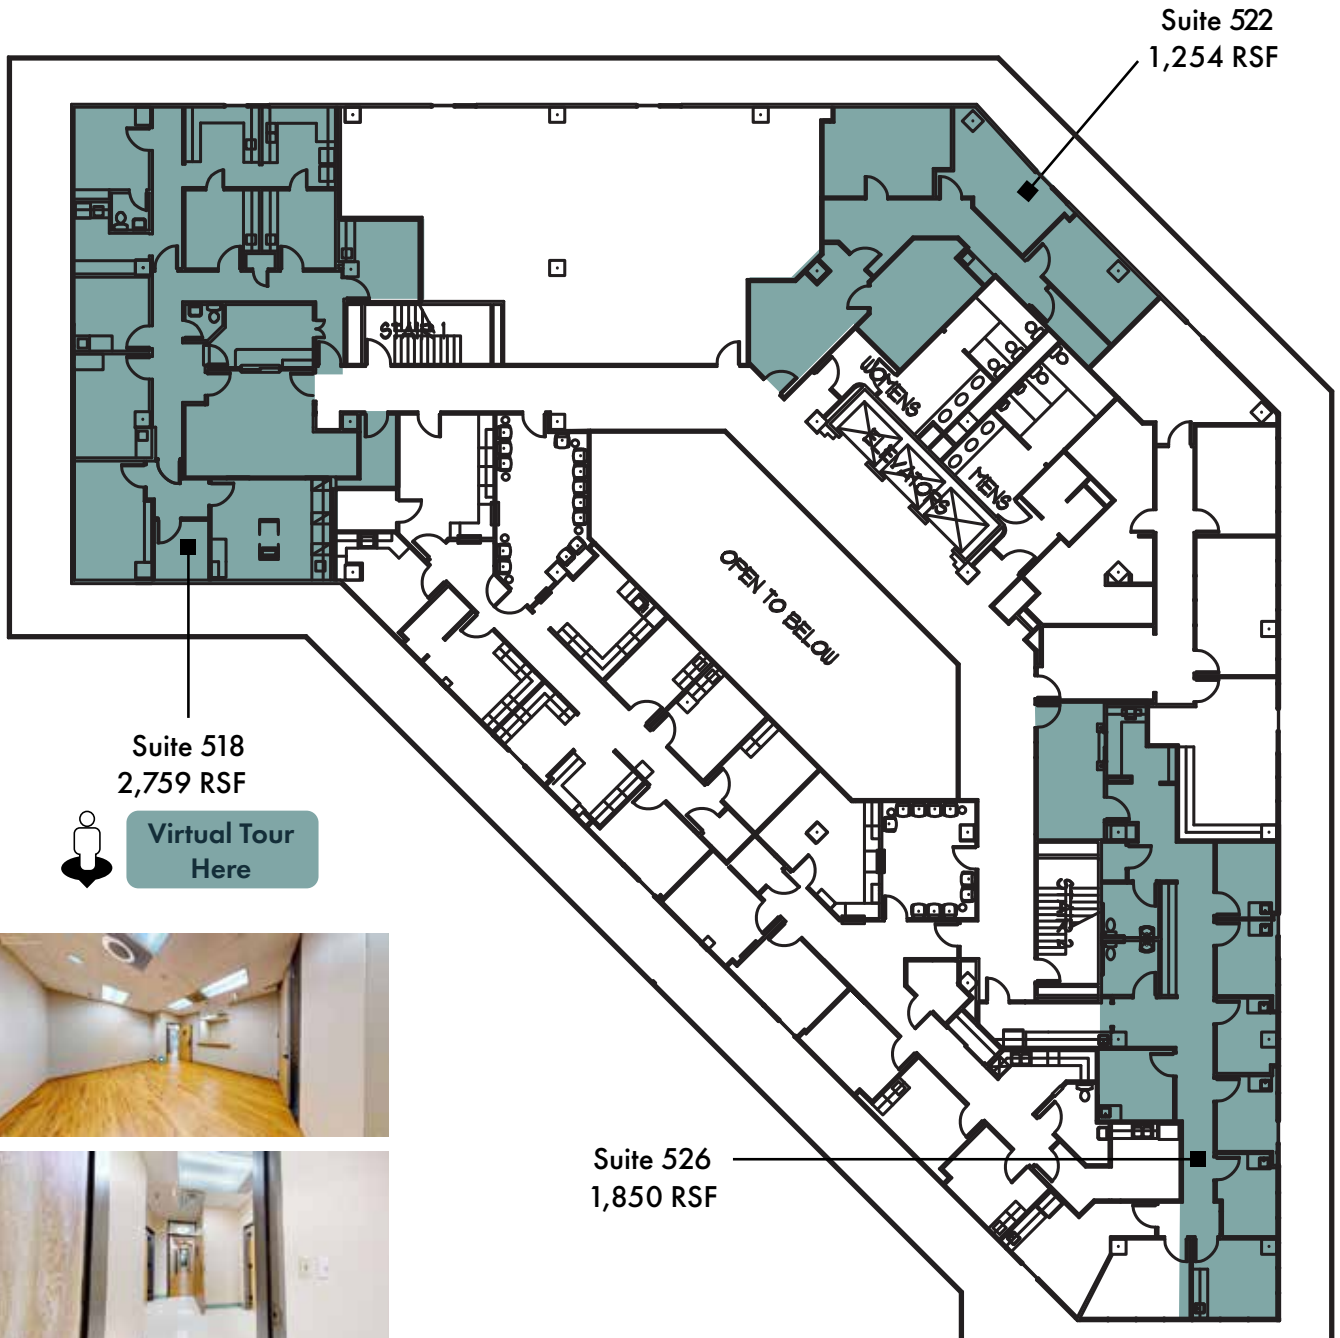 Suite 522
1,254 RSF
STAIR 1
WOMENS
ELEVATORS
MENS
OPEN TO BELOW
Suite 518
2,759 RSF
Virtual Tour
Here
Suite 526
1,850 RSF